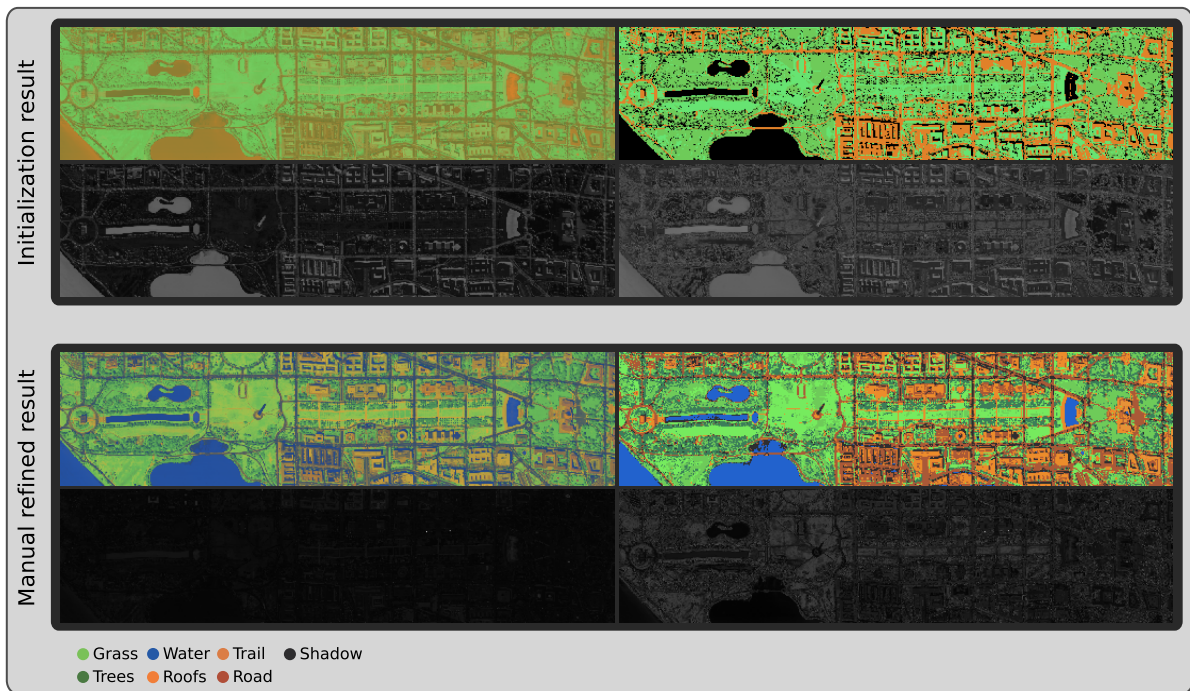 Initialization result
Manual refined result
Grass Water Trail Shadow
Trees Roofs Road